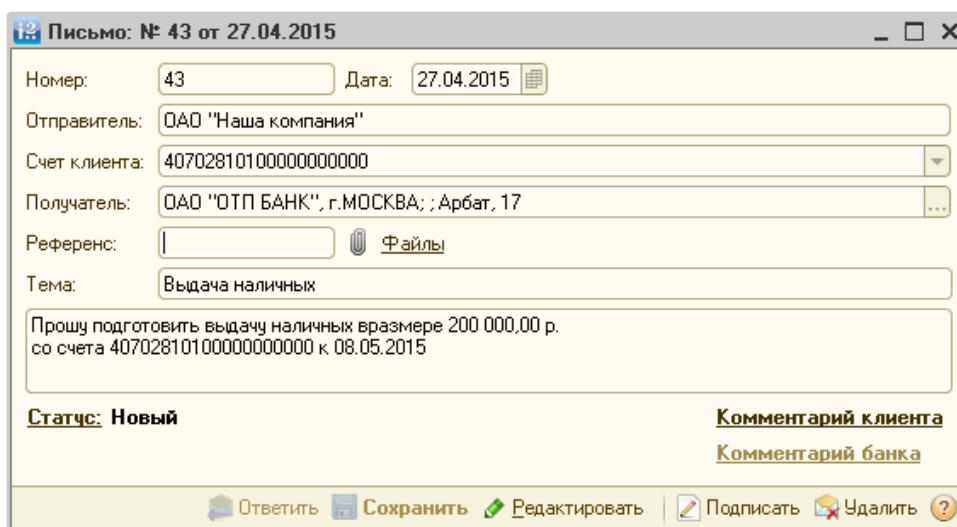 Письмо: № 43 от 27.04.2015
Номер: 43 Дата: 27.04.2015
Отправитель: ОАО "Наша компания"
Счет клиента: 40702810100000000000
Получатель: ОАО "ОТП БАНК", г.МОСКВА; ; Арбат, 17
Референс: Файлы
Тема: Выдача наличных
Прошу подготовить выдачу наличных вразмере 200 000,00 р.
со счета 40702810100000000000 к 08.05.2015
Статус: Новый Комментарий клиента
Комментарий банка
Ответить Сохранить Редактировать Подписать Удалить ?